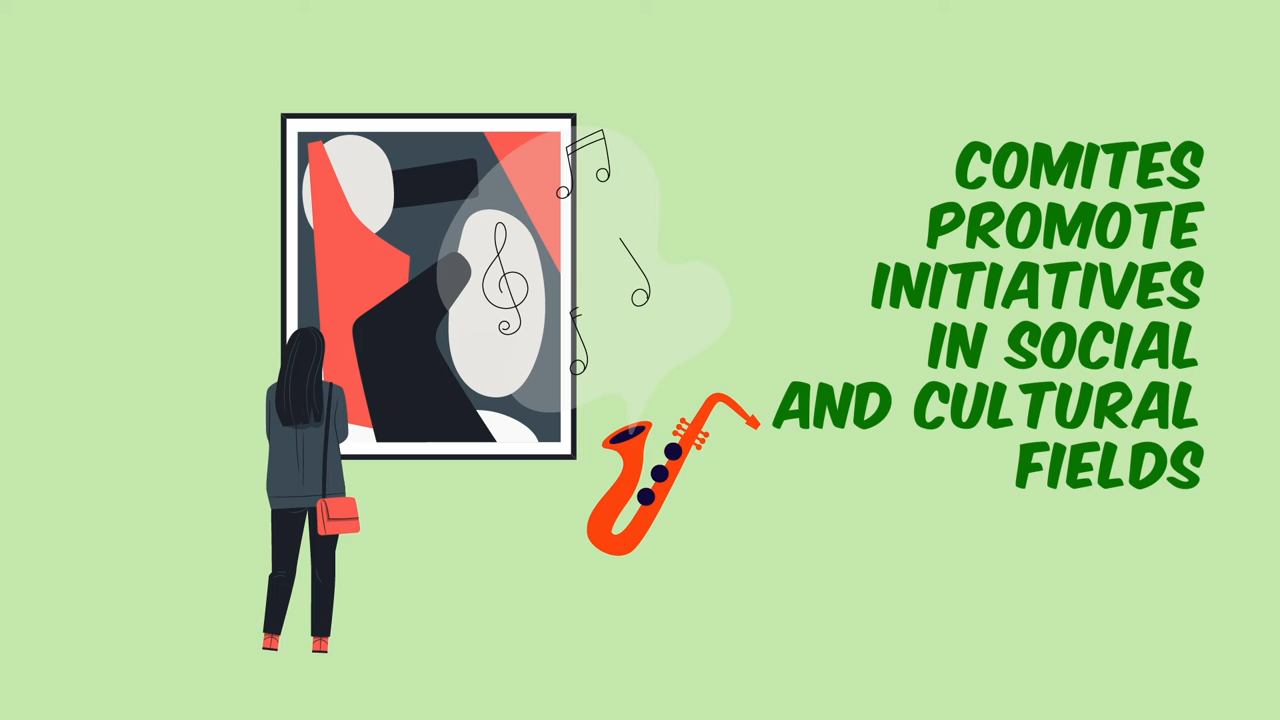 COMITES
PROMOTE
INITIATIVES
IN SOCIAL
AND CULTURAL
FIELDS